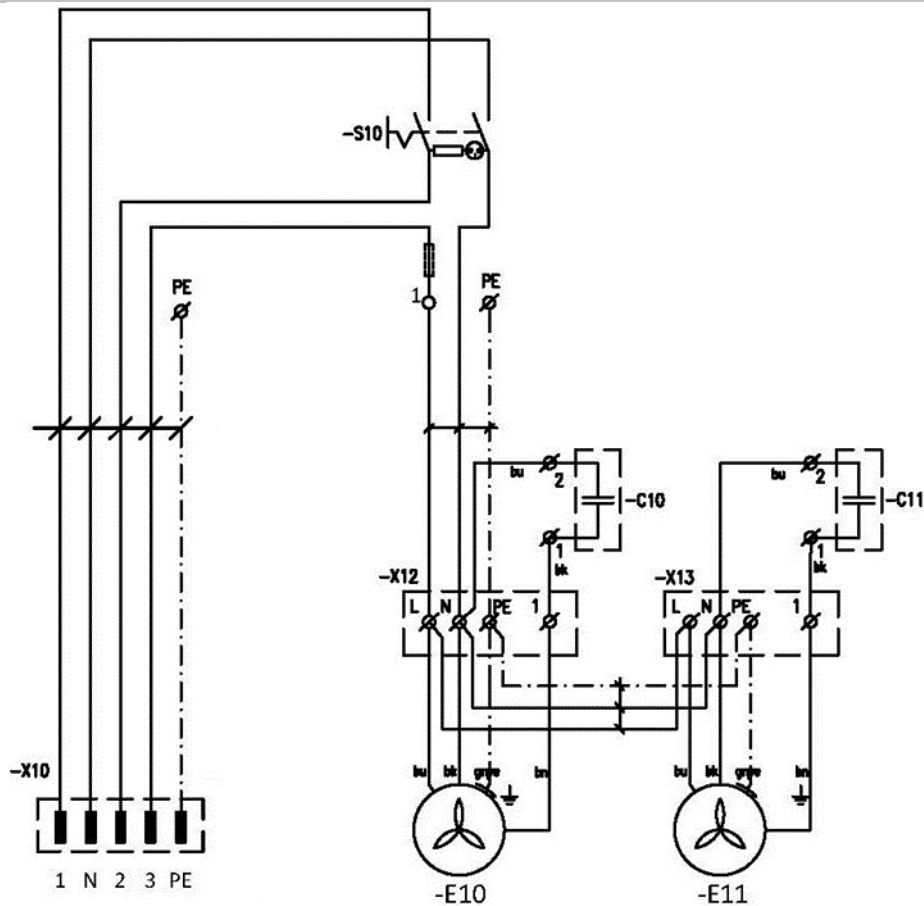 -S10
PE
1
PE
bu
2
-C10
1
bk
bu
2
-C11
1
bk
-X12
L N PE 1
-X13
L N PE 1
-X10
bu bk gnye bn
bu bk gnye bn
1 N 2 3 PE
-E10
-E11